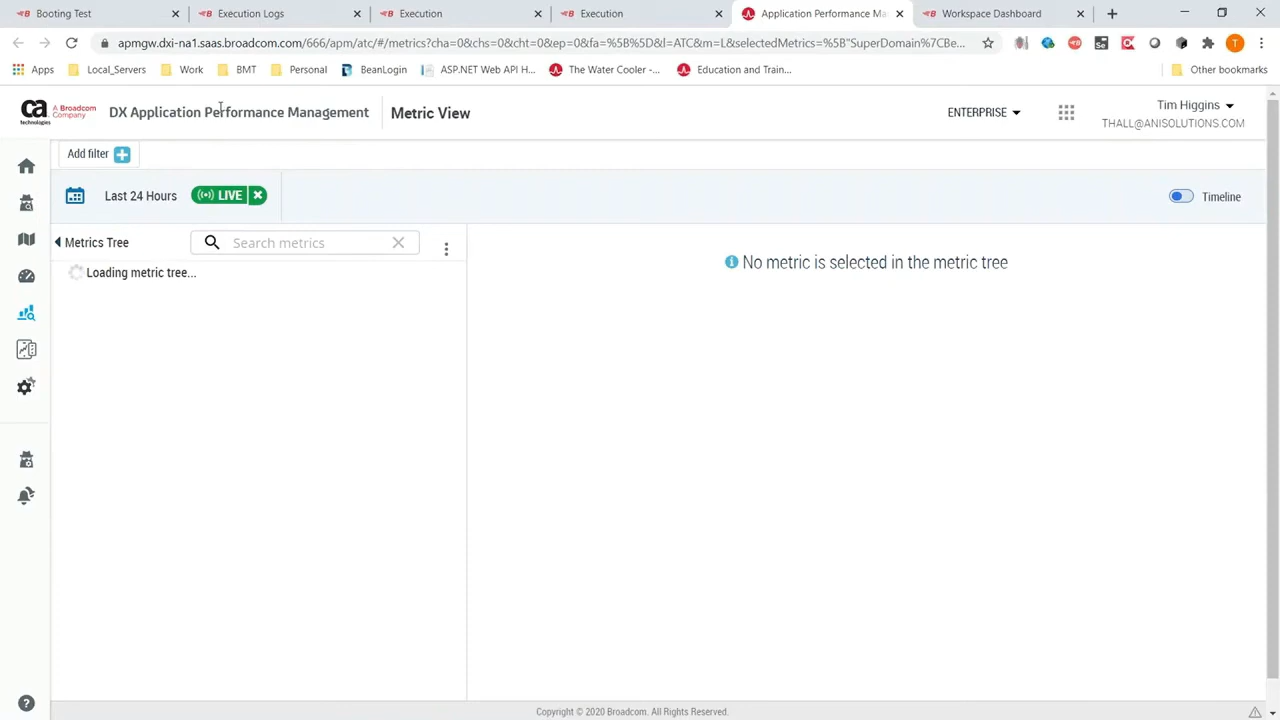 Booting Test
Execution Logs
Execution
Execution
Application Performance Ma
Workspace Dashboard
apmgw.dxi-na1.saas.broadcom.com/666/apm/atc/#/metric?cha=0&chs=0&cht=0&ep=0&fa=%5B%5D&l=ATC&m=L&selectedMetrics=%5B"SuperDomain%7CBe...
Apps
Local_Servers
Work
BMT
Personal
BeanLogin
ASP.NET Web API H...
The Water Cooler -...
Education and Train...
Other bookmarks
ca technologies
A Broadcom Company
DX Application Performance Management
Metric View
ENTERPRISE
Tim Higgins
THALL@ANISOLUTIONS.COM
Add filter
Last 24 Hours
LIVE
Timeline
Metrics Tree
Search metrics
Loading metric tree...
No metric is selected in the metric tree
Copyright © 2020 Broadcom. All Rights Reserved.